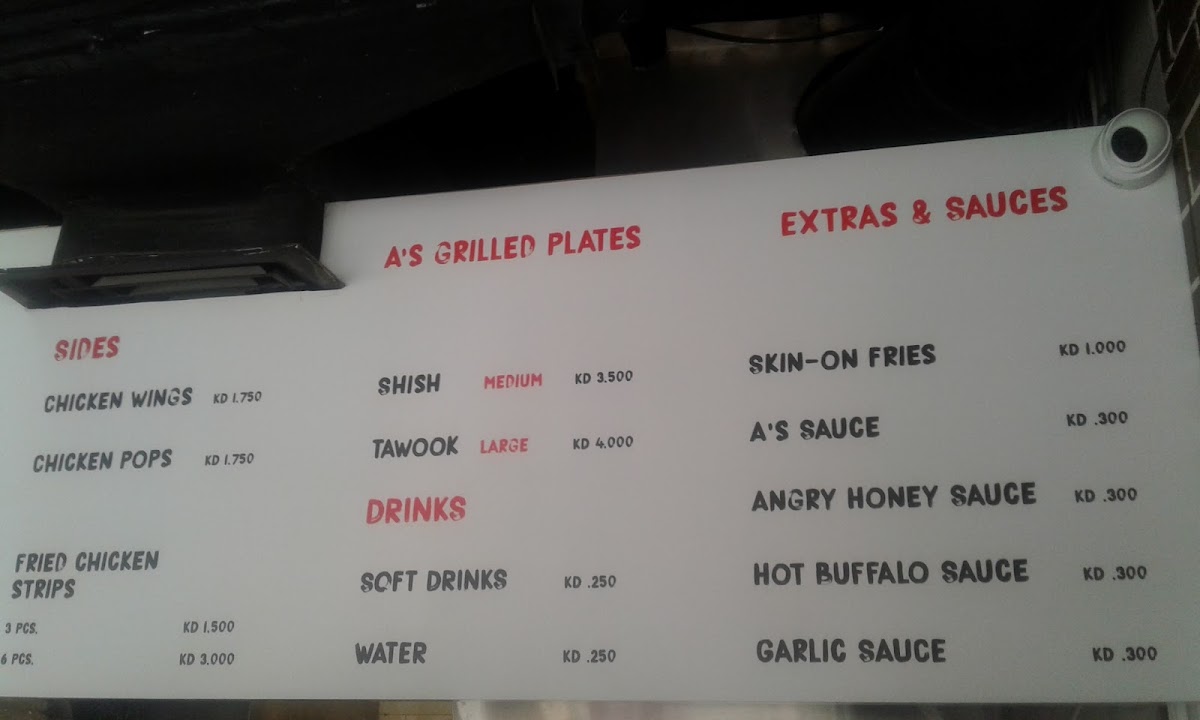 SIDES
CHICKEN WINGS KD 1.750
CHICKEN POPS KD 1.750
FRIED CHICKEN
STRIPS
3 PCS. KD 1.500
6 PCS. KD 3.000
A'S GRILLED PLATES
SHISH MEDIUM KD 3.500
TAWOOK LARGE KD 4.000
DRINKS
SOFT DRINKS KD .250
WATER KD .250
EXTRAS & SAUCES
SKIN-ON FRIES KD 1.000
A'S SAUCE KD .300
ANGRY HONEY SAUCE KD .300
HOT BUFFALO SAUCE KD .300
GARLIC SAUCE KD .300